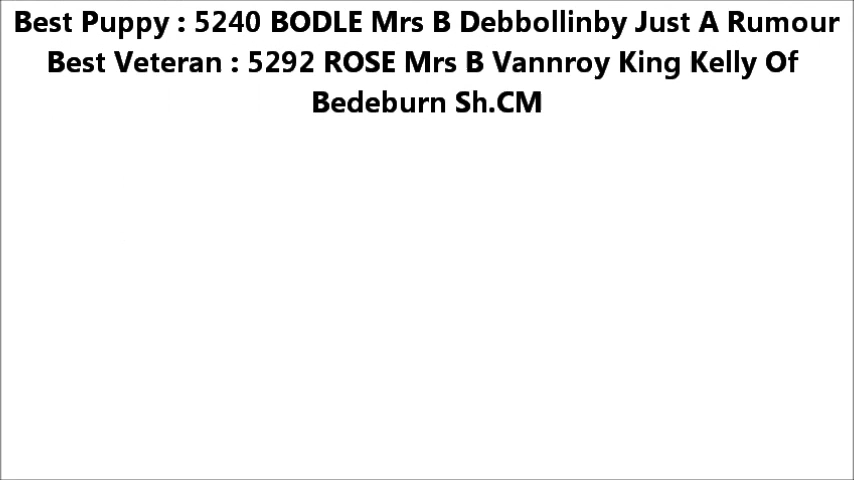 Best Puppy : 5240 BODLE Mrs B Debbollinby Just A Rumour
Best Veteran : 5292 ROSE Mrs B Vannroy King Kelly Of
Bedeburn Sh.CM